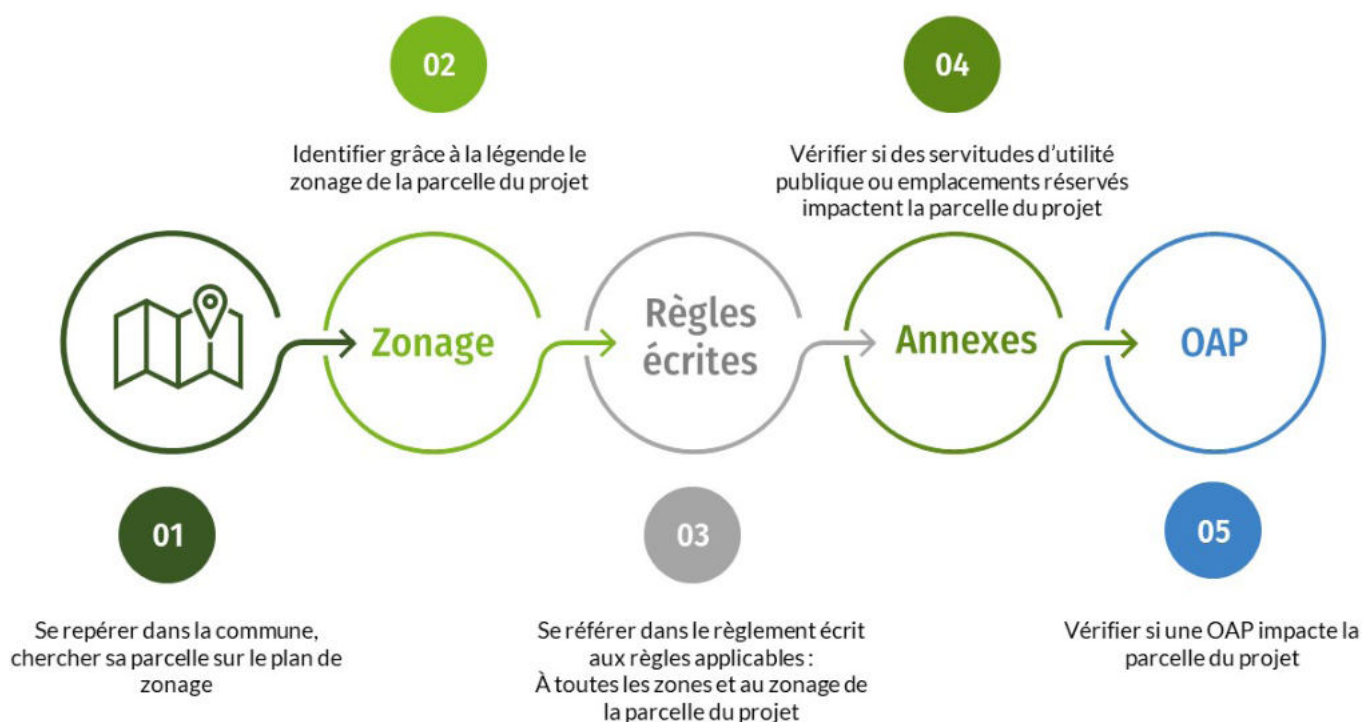 02
04
Identifier grâce à la légende le
zonage de la parcelle du projet
Vérifier si des servitudes d’utilité
publique ou emplacements réservés
impactent la parcelle du projet
Zonage
Règles
écrites
Annexes
OAP
01
03
05
Se repérer dans la commune,
chercher sa parcelle sur le plan de
zonage
Se référer dans le règlement écrit
aux règles applicables :
À toutes les zones et au zonage de
la parcelle du projet
Vérifier si une OAP impacte la
parcelle du projet